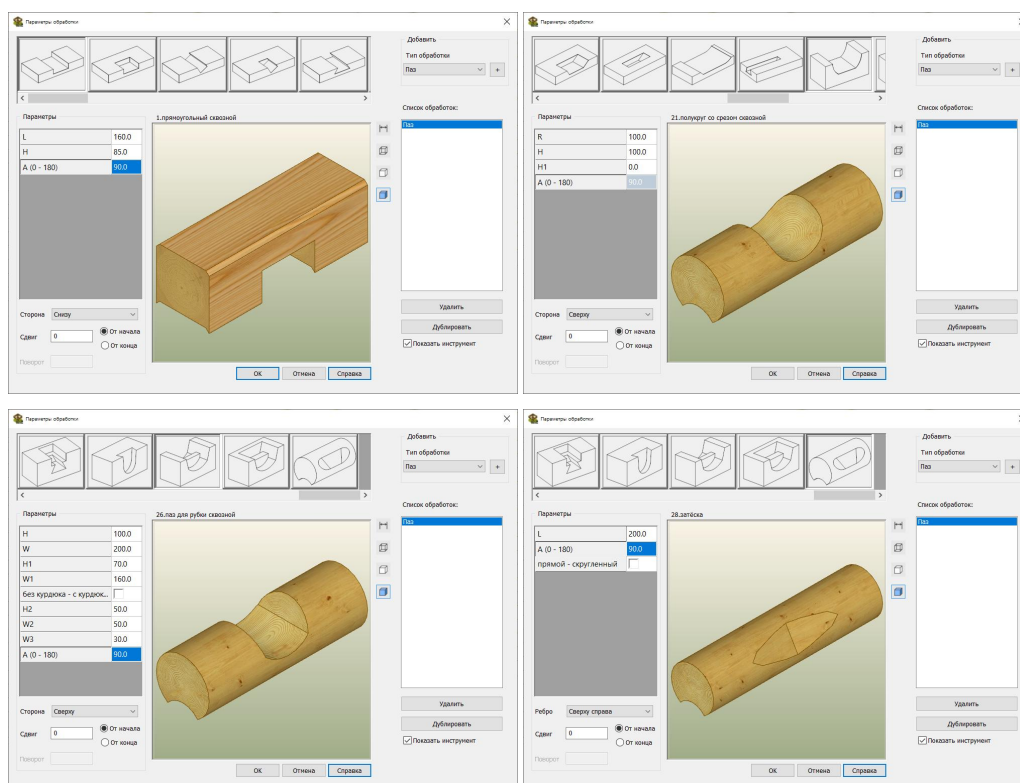 Параметры обработки
Добавить
Тип обработки
Паз
+
Параметры
1.прямоугольный сквозной
Список обработок:
L 160.0
Паз
H 85.0
A (0 - 180) 90.0
Сторона Снизу
Удалить
Сдвиг 0 От начала
Дублировать
От конца
Показать инструмент
Поворот
ОК Отмена Справка
Параметры обработки
Добавить
Тип обработки
Паз
+
Параметры
21.полукруг со срезом сквозной
Список обработок:
R 100.0
Паз
H 100.0
H1 0.0
A (0 - 180) 90.0
Сторона Сверху
Удалить
Сдвиг 0 От начала
Дублировать
От конца
Показать инструмент
Поворот
ОК Отмена Справка
Параметры обработки
Добавить
Тип обработки
Паз
+
Параметры
26.паз для рубки сквозной
Список обработок:
H 100.0
Паз
W 200.0
H1 70.0
W1 160.0
без курдюка - с курдюк...
H2 50.0
W2 50.0
W3 30.0
A (0 - 180) 90.0
Сторона Сверху
Удалить
Сдвиг 0 От начала
Дублировать
От конца
Показать инструмент
Поворот
ОК Отмена Справка
Параметры обработки
Добавить
Тип обработки
Паз
+
Параметры
28.затёска
Список обработок:
L 200.0
Паз
A (0 - 180) 90.0
прямой - скругленный
Ребро Сверху справа
Удалить
Сдвиг 0 От начала
Дублировать
От конца
Показать инструмент
Поворот
ОК Отмена Справка